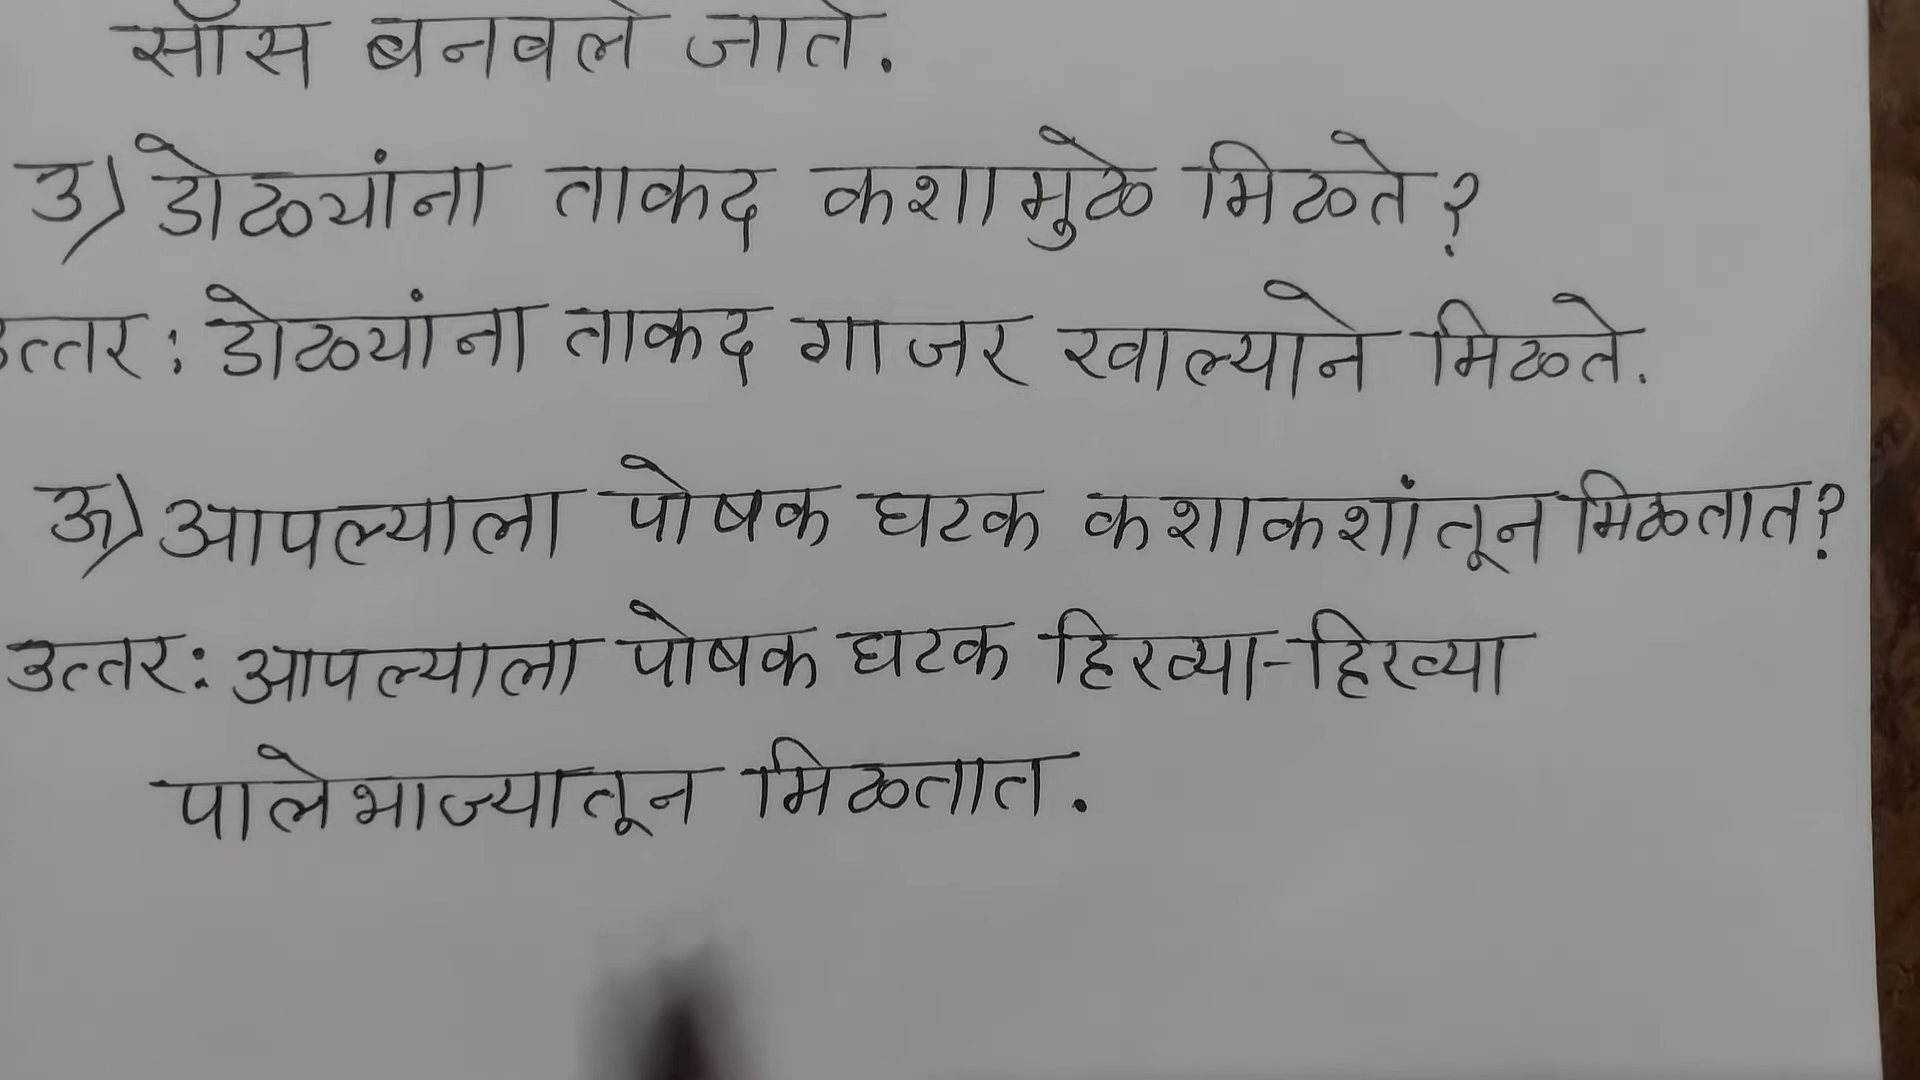 सॉस बनवले जाते.
उ) डोळ्यांना ताकद कशामुळे मिळते?
उत्तर: डोळ्यांना ताकद गाजर खाल्याने मिळते.
ऊ) आपल्याला पोषक घटक कशाकशांतून मिळतात?
उत्तर: आपल्याला पोषक घटक हिरव्या-हिरव्या
पालेभाज्यातून मिळतात.